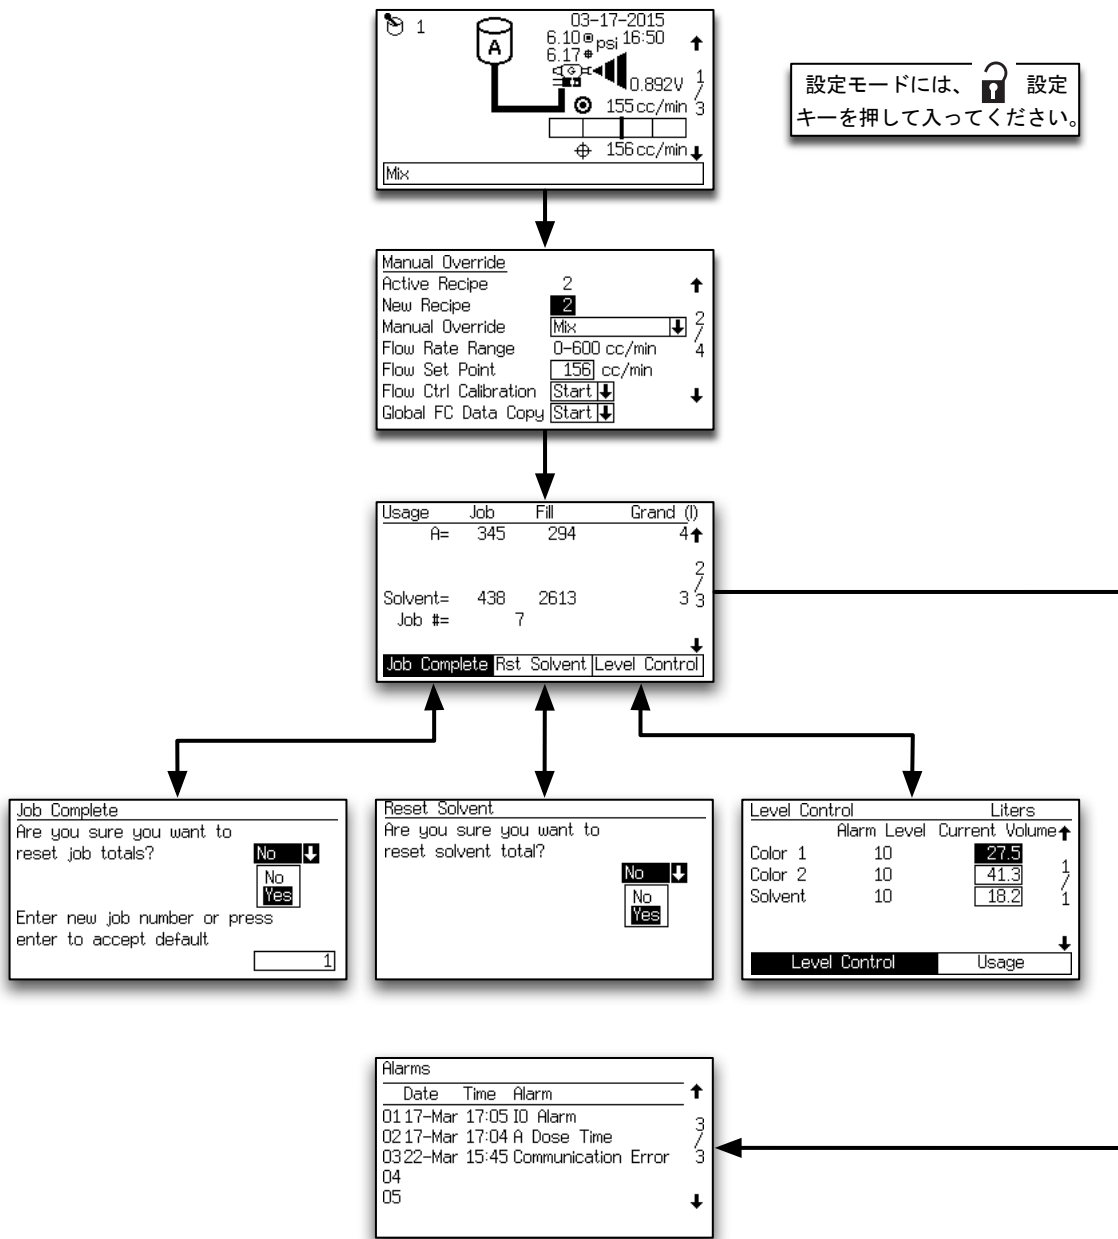 1
A
03-17-2015
6.10 psi 16:50
6.17
G
0.892V
1
/
3
155 cc/min
156 cc/min
Mix
設定モードには、 設定
キーを押して入ってください。
Manual Override
Active Recipe 2
New Recipe 2
Manual Override Mix
Flow Rate Range 0-600 cc/min
Flow Set Point 156 cc/min
Flow Ctrl Calibration Start
Global FC Data Copy Start
2
/
4
Usage Job Fill Grand (l)
A= 345 294 4
Solvent= 438 2613 3
Job #= 7
2
/
3
Job Complete Rst Solvent Level Control
Job Complete
Are you sure you want to
reset job totals? No
No
Yes
Enter new job number or press
enter to accept default
1
Reset Solvent
Are you sure you want to
reset solvent total?
No
No
Yes
Level Control Liters
Alarm Level Current Volume
Color 1 10 27.5
Color 2 10 41.3
Solvent 10 18.2
1
/
1
Level Control Usage
Alarms
Date Time Alarm
01 17-Mar 17:05 IO Alarm
02 17-Mar 17:04 A Dose Time
03 22-Mar 15:45 Communication Error
04
05
3
/
3